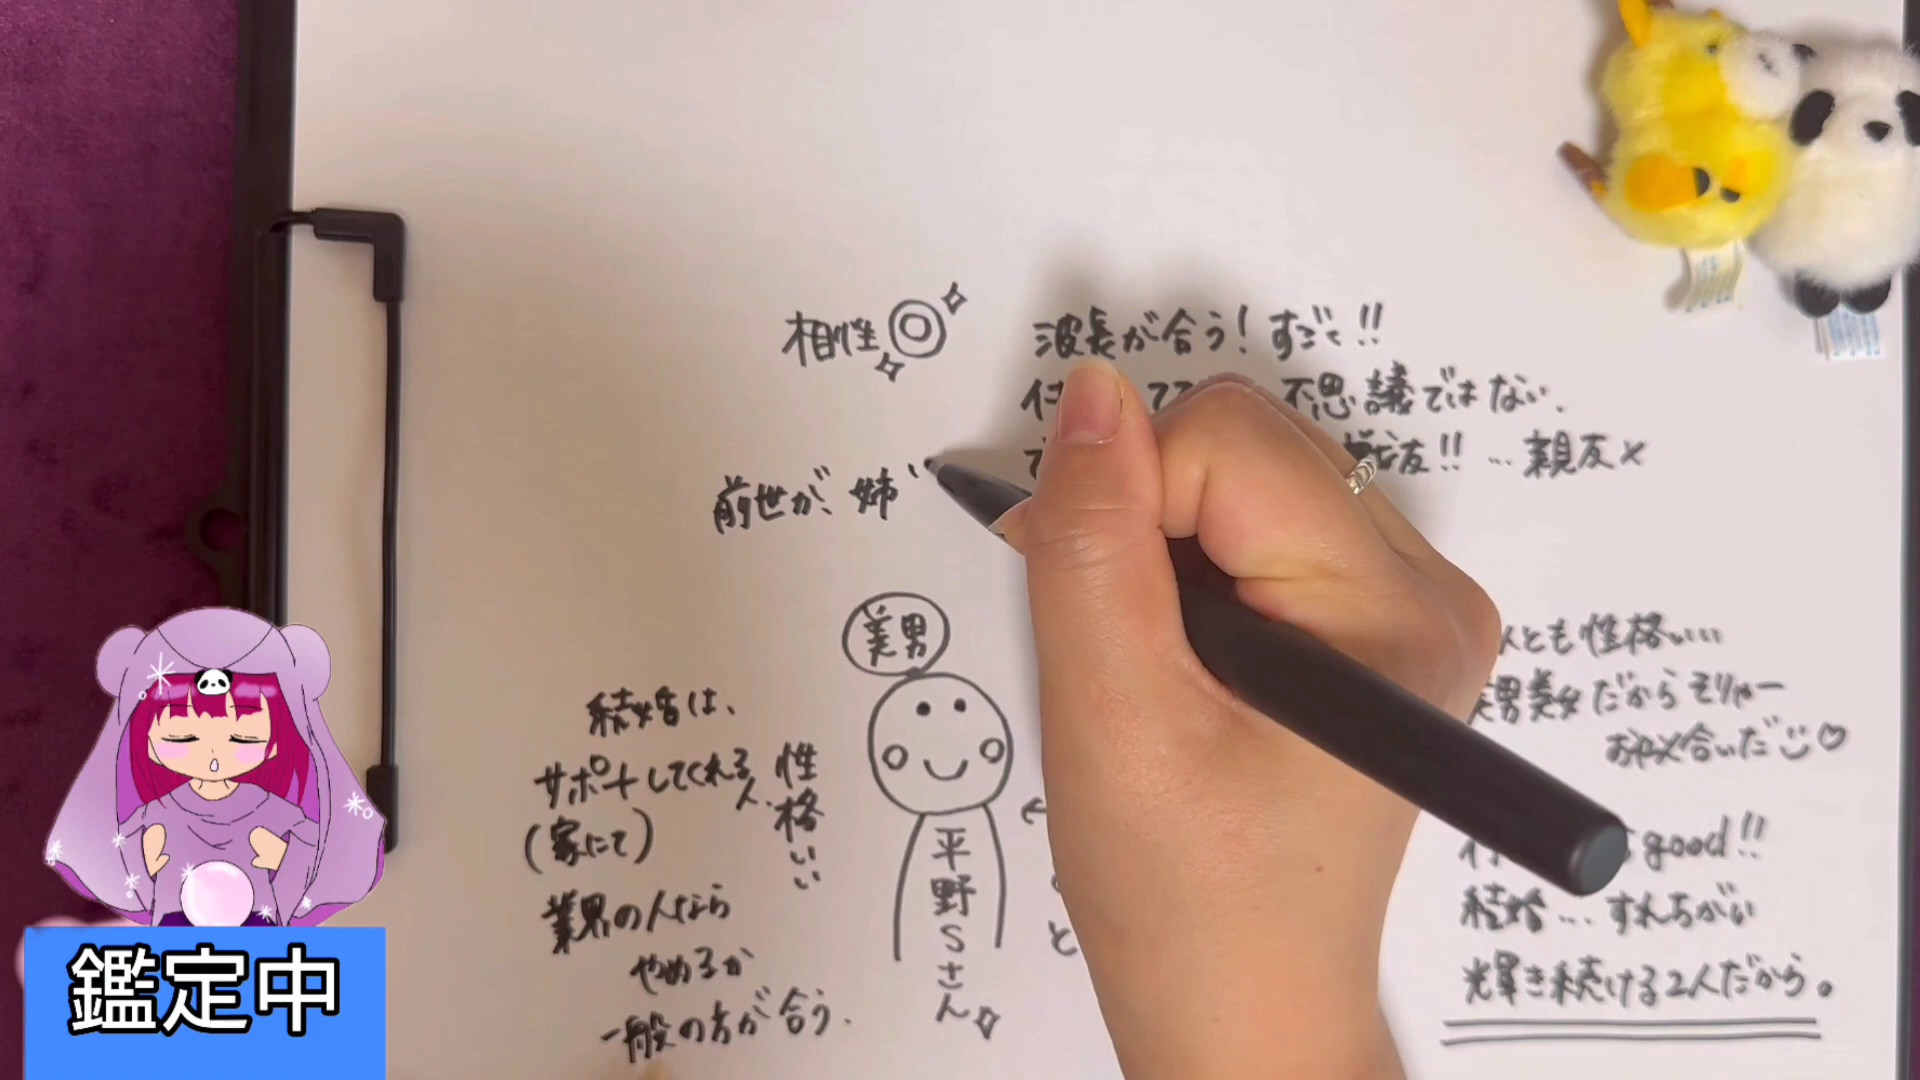 相性◎
波長が合う!すごく!!
不思議ではない.
戦友!!…親友×
前世が、姉
美男
結婚は、
サポートしてくれる人.
(家にて)
業界の人なら
やめるか
一般の方が合う.
性格いい
平野Sさん
人とも性格いい
美男美女だからそりゃー
お似合いだ♡
good!!
結婚…すれちがい
輝き続ける2人だから。
鑑定中